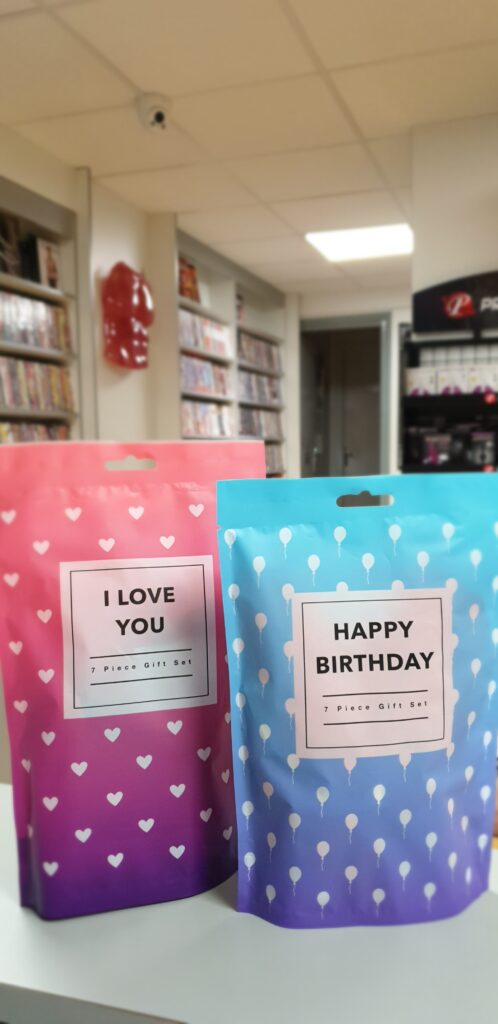 I LOVE
YOU
7 Piece Gift Set
HAPPY
BIRTHDAY
7 Piece Gift Set